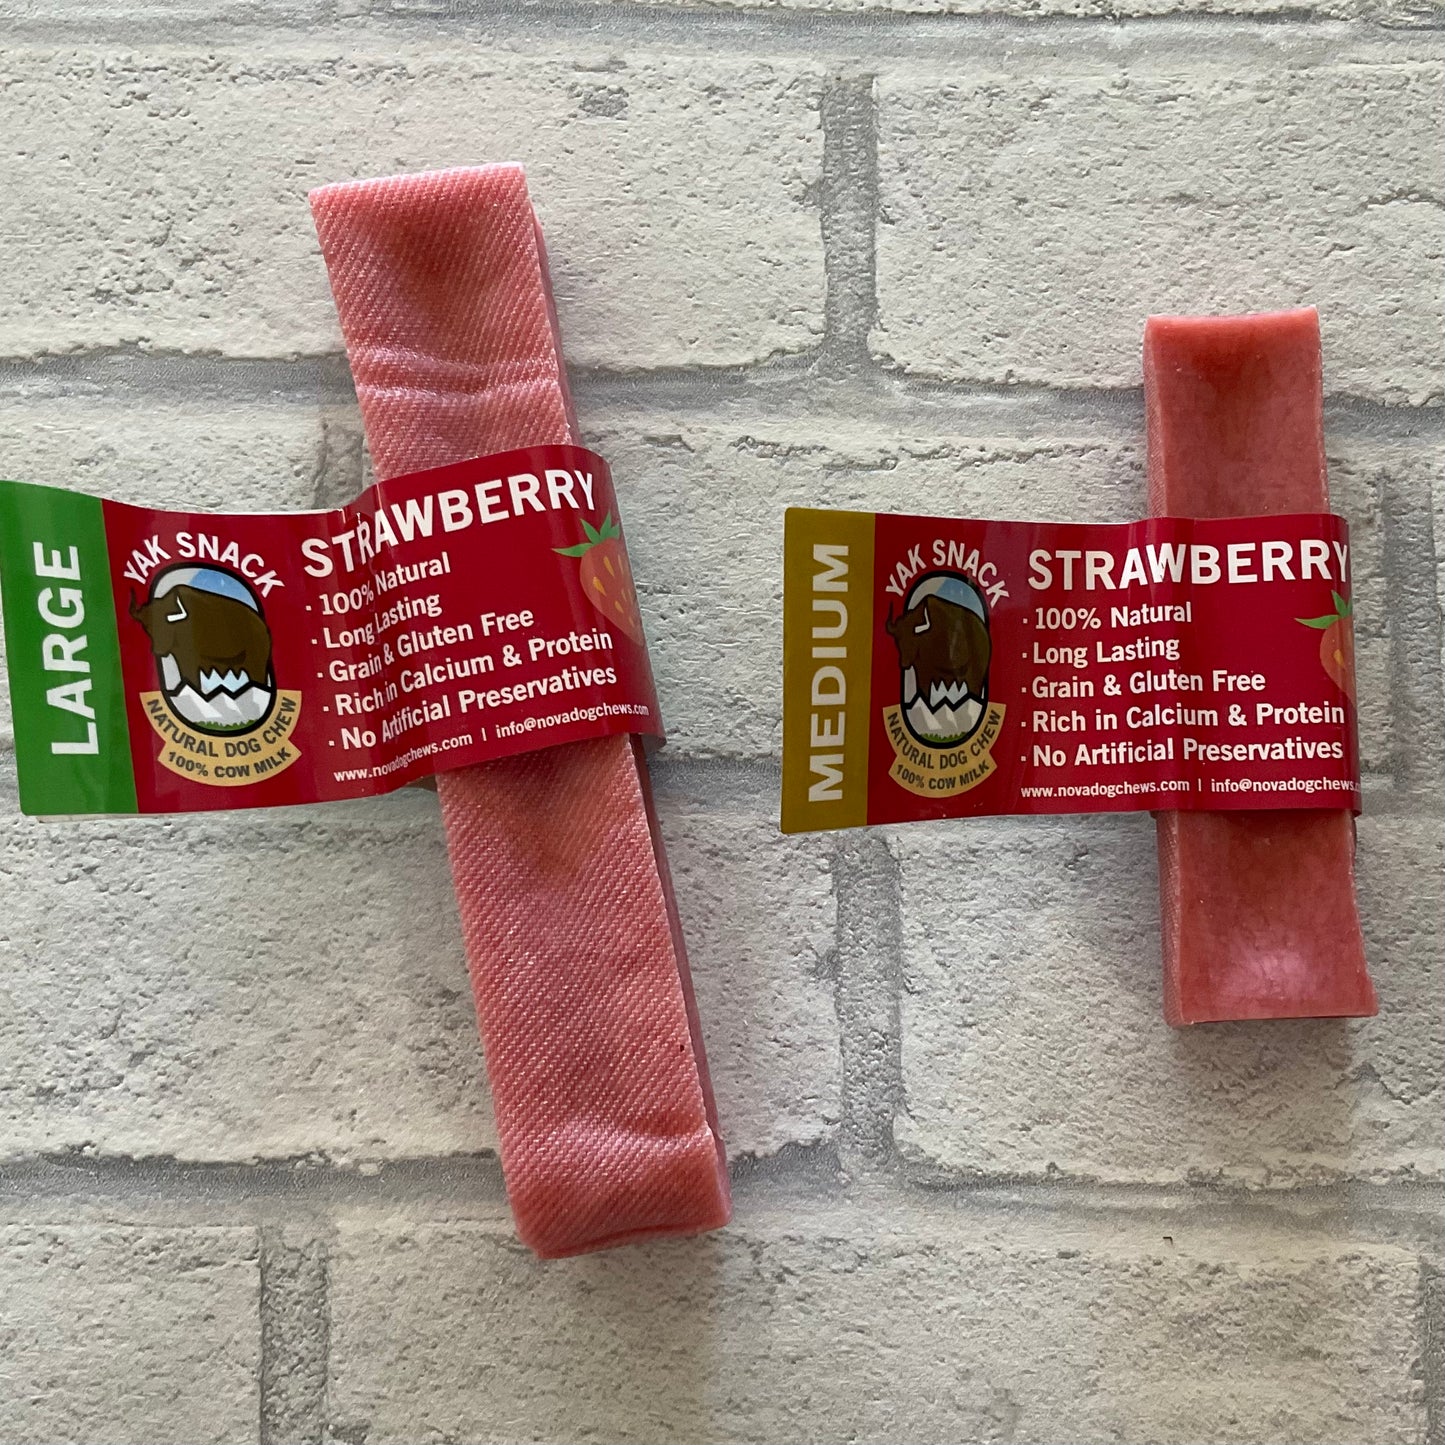 LARGE
YAK SNACK
NATURAL DOG CHEW
100% COW MILK
STRAWBERRY
· 100% Natural
· Long Lasting
· Grain & Gluten Free
· Rich in Calcium & Protein
· No Artificial Preservatives
www.novadogchews.com | info@novadogchews.com
MEDIUM
YAK SNACK
NATURAL DOG CHEW
100% COW MILK
STRAWBERRY
· 100% Natural
· Long Lasting
· Grain & Gluten Free
· Rich in Calcium & Protein
· No Artificial Preservatives
www.novadogchews.com | info@novadogchews.